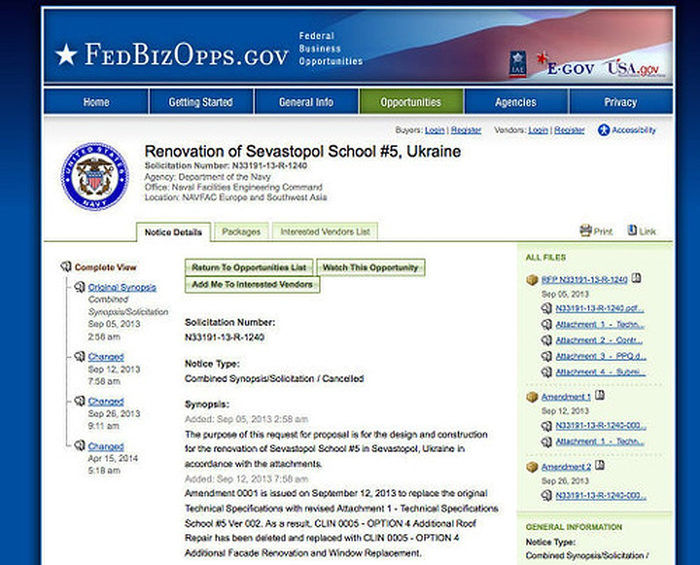 FEDBIZOPPS.GOV
Federal
Business
Opportunities
IAE
E-GOV
USA.gov
Home
Getting Started
General Info
Opportunities
Agencies
Privacy
Buyers: Login | Register
Vendors: Login | Register
Accessibility
UNITED STATES
NAVY
Renovation of Sevastopol School #5, Ukraine
Solicitation Number: N33191-13-R-1240
Agency: Department of the Navy
Office: Naval Facilities Engineering Command
Location: NAVFAC Europe and Southwest Asia
Notice Details
Packages
Interested Vendors List
Print
Link
Complete View
Original Synopsis
Combined
Synopsis/Solicitation
Sep 05, 2013
2:58 am
Changed
Sep 12, 2013
7:58 am
Changed
Sep 26, 2013
9:11 am
Changed
Apr 15, 2014
5:18 am
Return To Opportunities List
Watch This Opportunity
Add Me To Interested Vendors
Solicitation Number:
N33191-13-R-1240
Notice Type:
Combined Synopsis/Solicitation / Cancelled
Synopsis:
Added: Sep 05, 2013 2:58 am
The purpose of this request for proposal is for the design and construction
for the renovation of Sevastopol School #5 in Sevastopol, Ukraine in
accordance with the attachments.
Added: Sep 12, 2013 7:58 am
Amendment 0001 is issued on September 12, 2013 to replace the original
Technical Specifications with revised Attachment 1 - Technical Specifications
School #5 Ver 002. As a result, CLIN 0005 - OPTION 4 Additional Roof
Repair has been deleted and replaced with CLIN 0005 - OPTION 4
Additional Facade Renovation and Window Replacement.
ALL FILES
RFP N33191-13-R-1240
Sep 05, 2013
N33191-13-R-1240.pdf...
Attachment 1 - Techn...
Attachment 2 - Contr...
Attachment 3 - PPQ.d...
Attachment 4 - Submi...
Amendment 1
Sep 12, 2013
N33191-13-R-1240-000...
Attachment 1 - Techn...
Amendment 2
Sep 26, 2013
N33191-13-R-1240-000...
GENERAL INFORMATION
Notice Type:
Combined Synopsis/Solicitation /